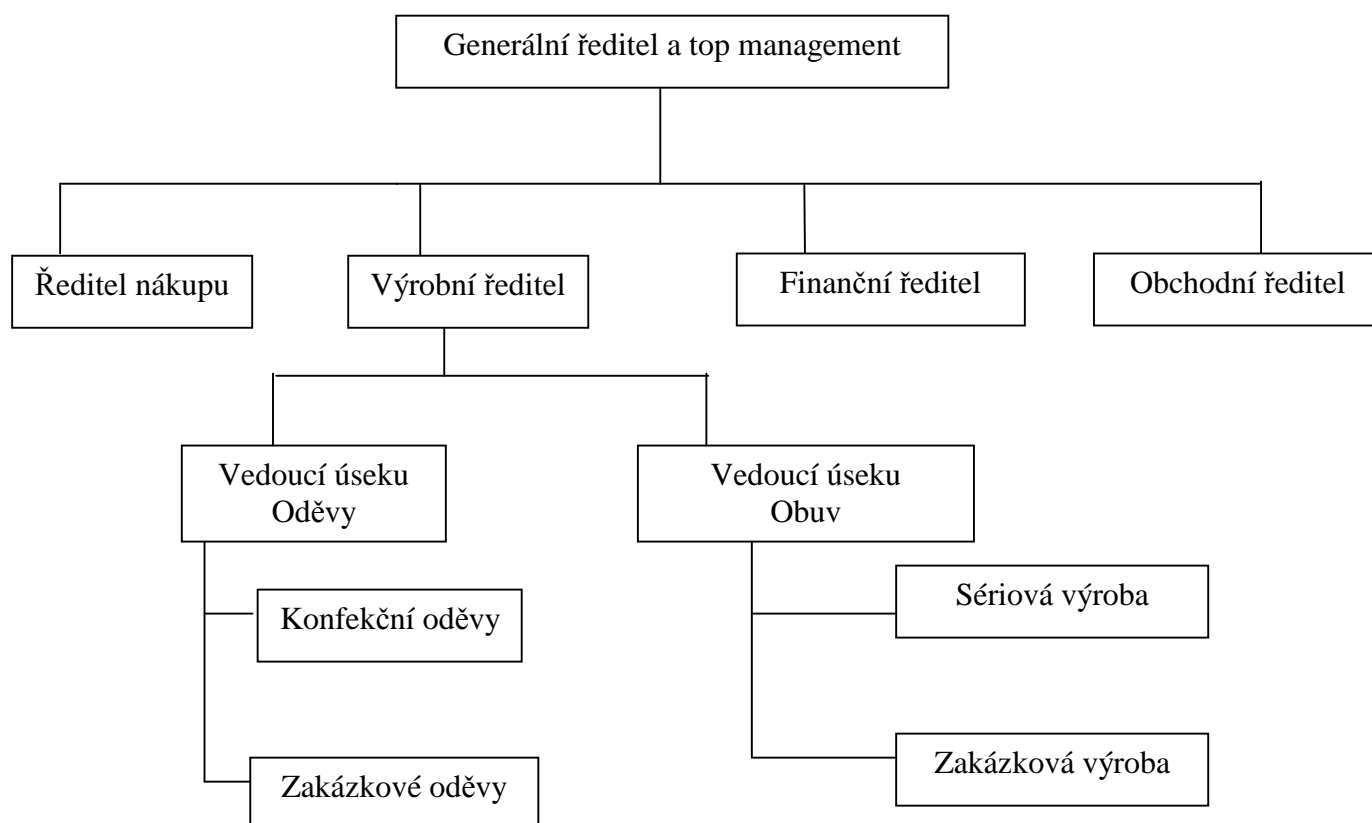 Generální ředitel a top management
Ředitel nákupu
Výrobní ředitel
Finanční ředitel
Obchodní ředitel
Vedoucí úseku
Oděvy
Vedoucí úseku
Obuv
Konfekční oděvy
Sériová výroba
Zakázkové oděvy
Zakázková výroba